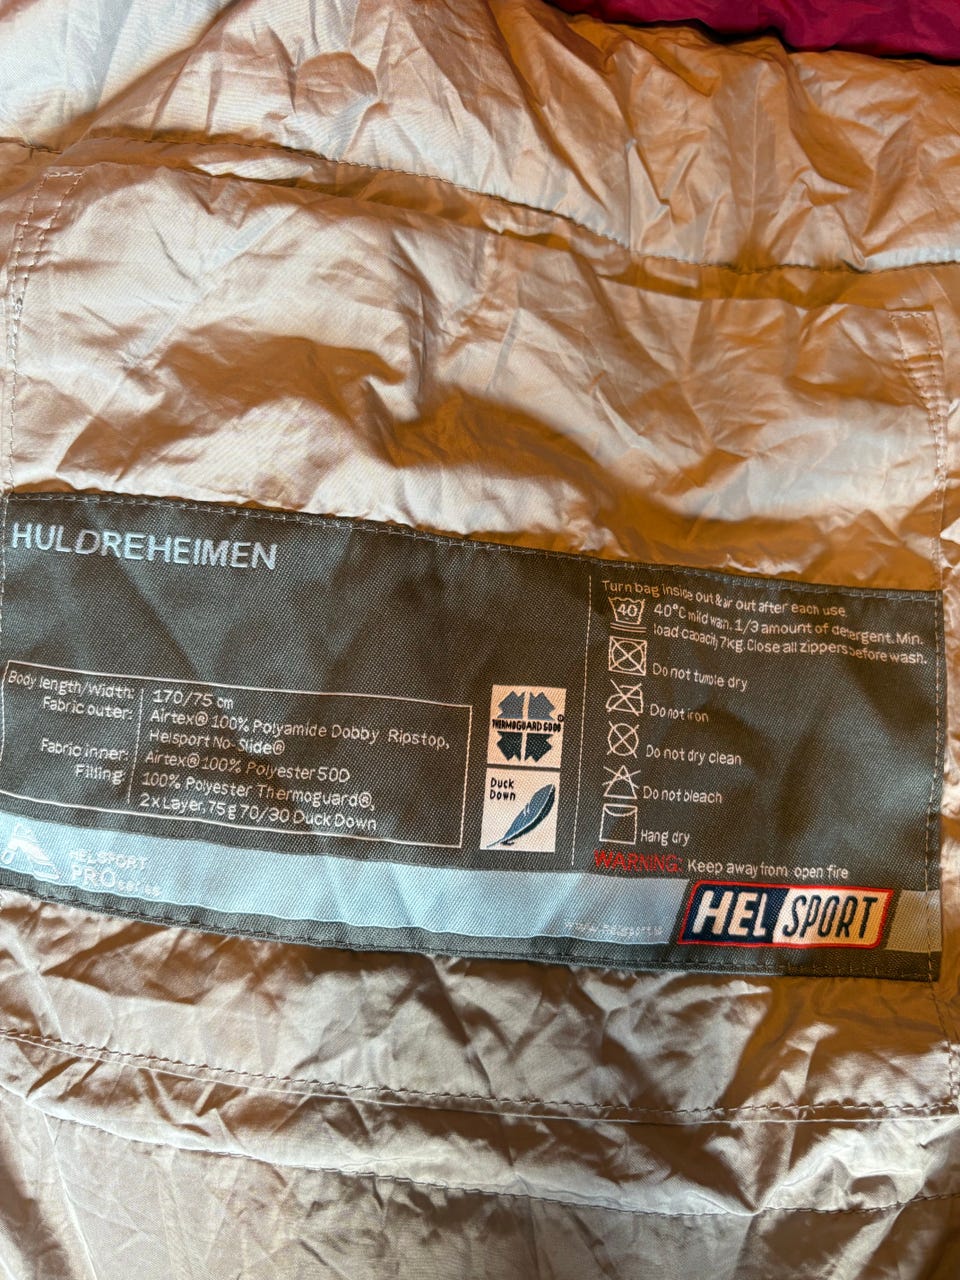 HULDREHEIMEN
Body length/Width: 170/75 cm
Fabric outer: Airtex® 100% Polyamide Dobby Ripstop,
Helsport No-Slide®
Fabric inner: Airtex® 100% Polyester 50D
Filling: 100% Polyester Thermoguard®,
2x Layer, 75g 70/30 Duck Down
THERMOGUARD 6000
Duck
Down
Turn bag inside out & air out after each use
40
40°C mild wash. 1/3 amount of detergent. Min.
load capacity 7kg. Close all zippers before wash.
Do not tumble dry
Do not iron
Do not dry clean
Do not bleach
Hang dry
WARNING: Keep away from open fire
HELSPORT
PRO series
HELSPORT